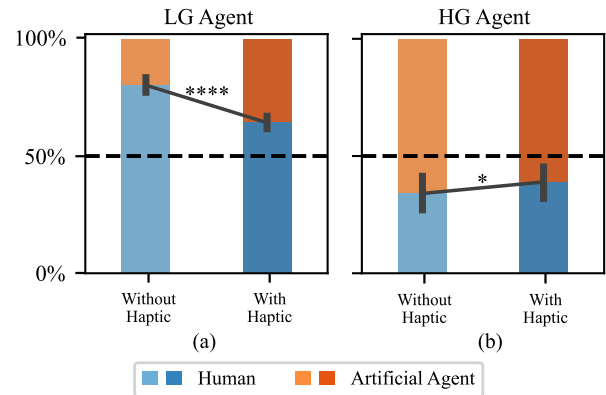 LG Agent
HG Agent
100%
50%
0%
****
*
Without
Haptic
With
Haptic
Without
Haptic
With
Haptic
(a)
(b)
Human
Artificial Agent